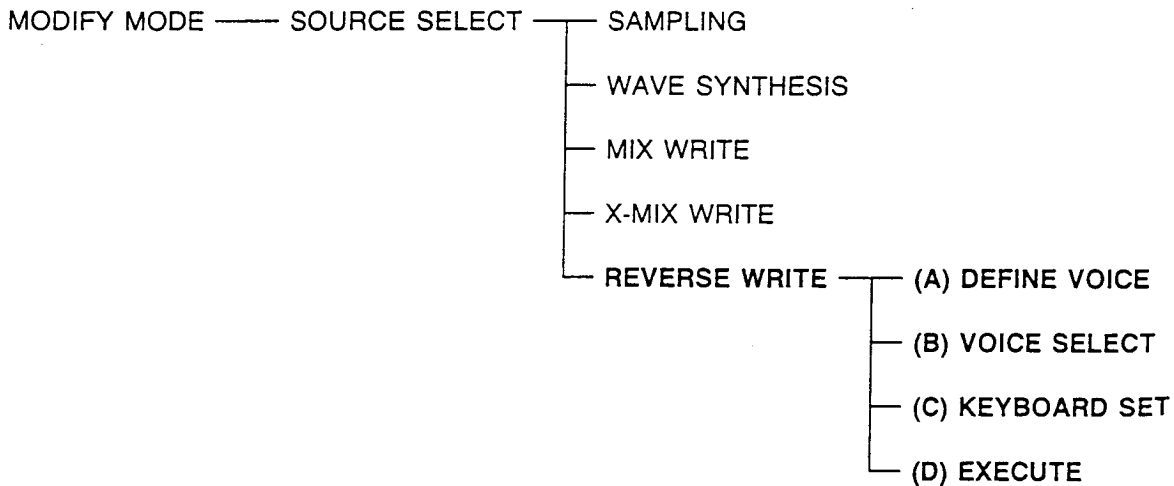 MODIFY MODE SOURCE SELECT SAMPLING
WAVE SYNTHESIS
MIX WRITE
X-MIX WRITE
REVERSE WRITE (A) DEFINE VOICE
(B) VOICE SELECT
(C) KEYBOARD SET
(D) EXECUTE